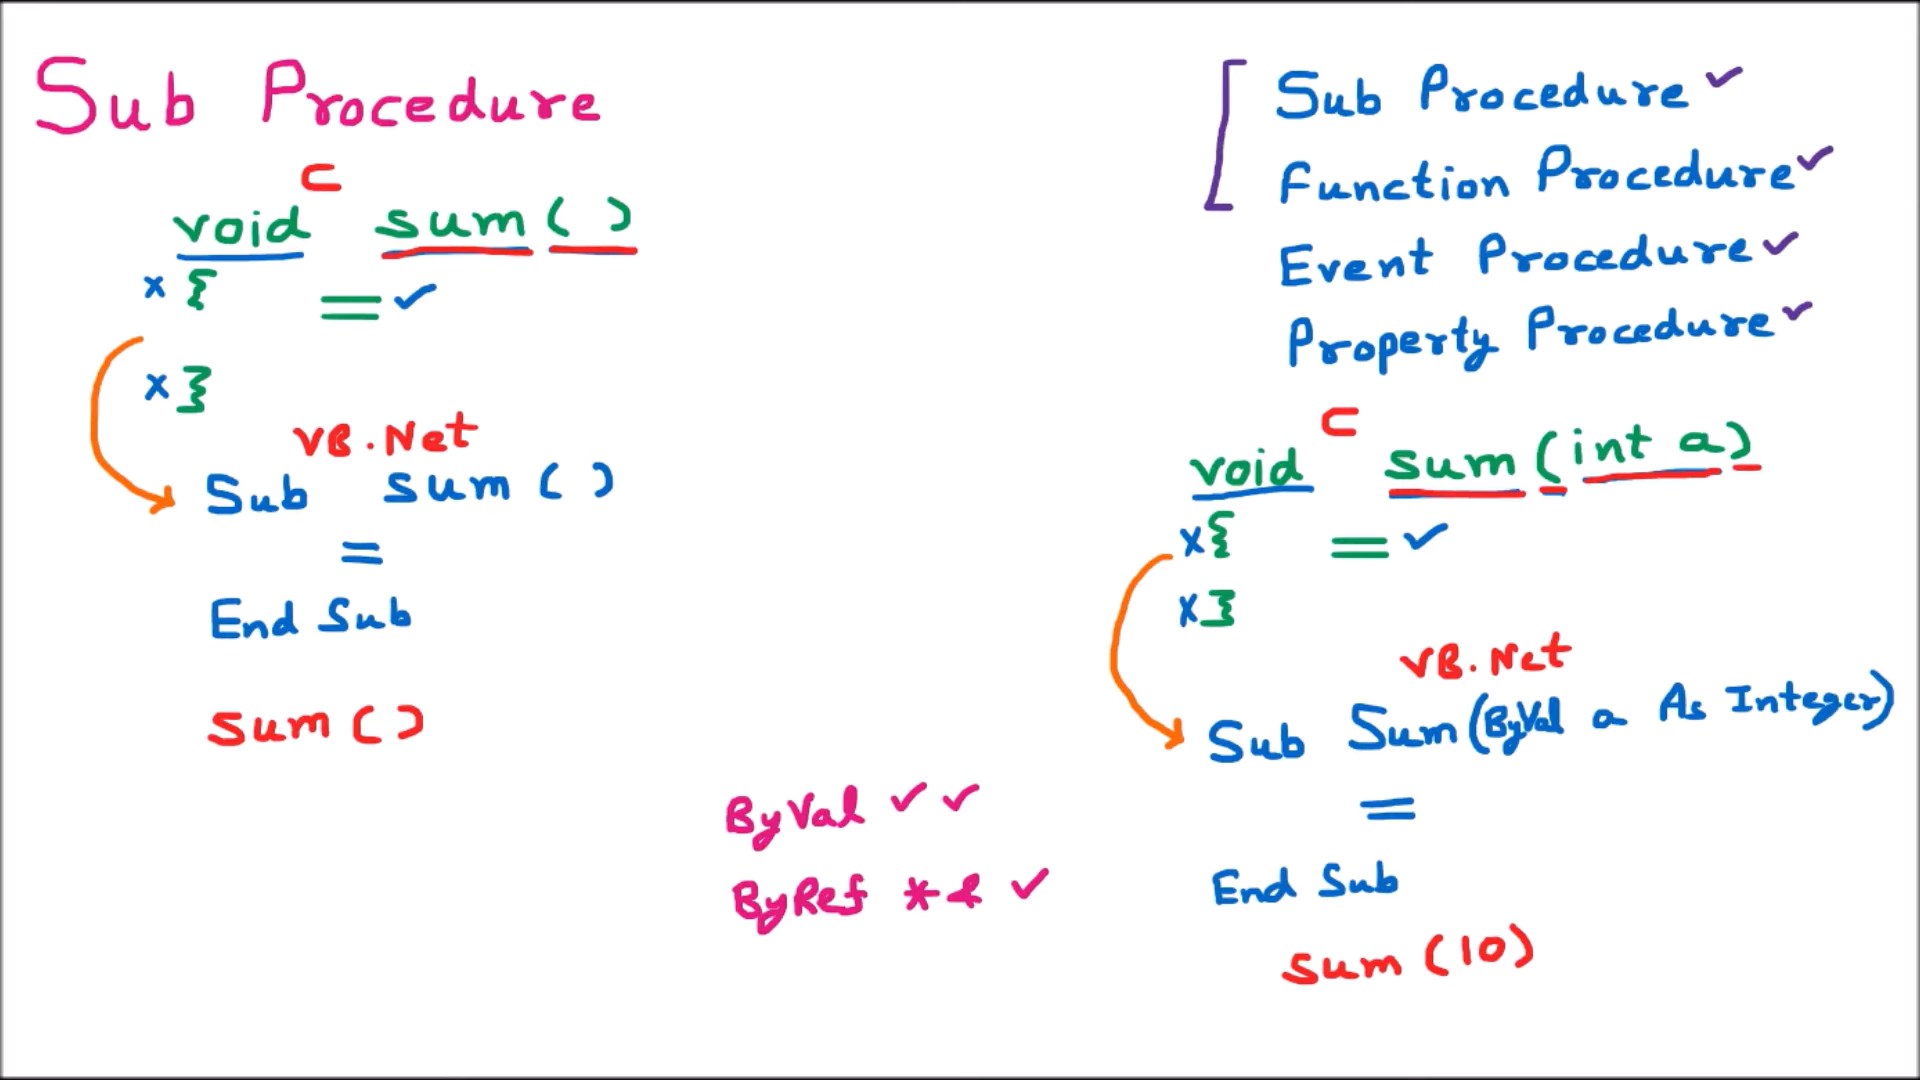 Sub Procedure
C
void sum ( )
x {
= ✓
x }
VB.Net
Sub sum ( )
=
End Sub
sum ( )
ByVal ✓ ✓
ByRef * & ✓
[ Sub Procedure ✓
Function Procedure ✓
Event Procedure ✓
Property Procedure ✓
C
void sum ( int a )
x {
= ✓
x }
VB.Net
Sub Sum (ByVal a As Integer)
=
End Sub
sum (10)